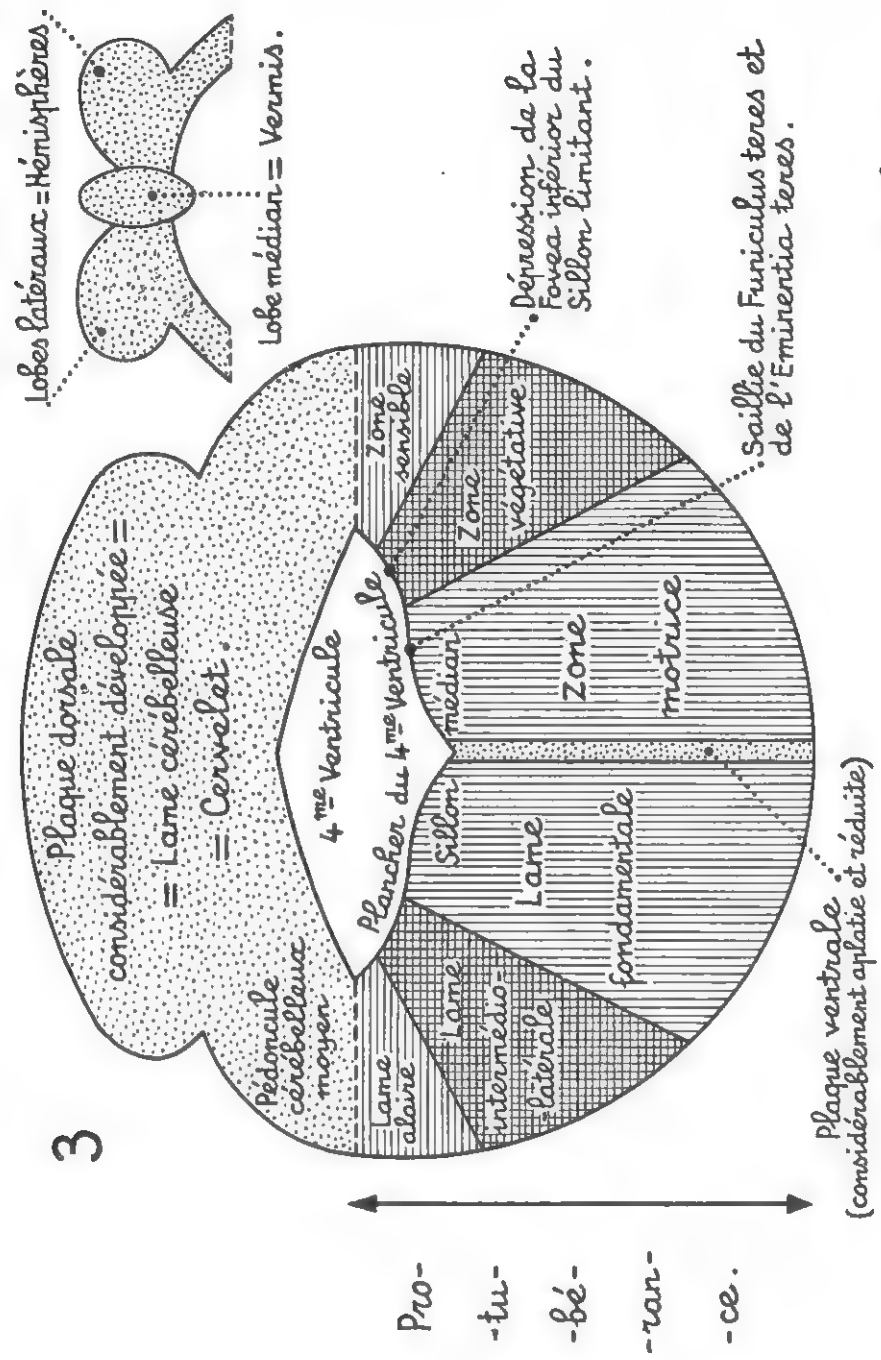 3
Lobes latéraux = Hémisphères.
Lobe médian = Vermis.
Plaque dorsale
considérablement développée =
= Lame cérébelleuse
= Cervelet.
Pédoncule
cérébelleux
moyen
4me Ventricule
Plancher du 4me Ventricule
Lame
alaire
Zone
sensible
Lame
intermédio-
-latérale
Zone
végétative
Sillon médian
Lame
fondamentale
Zone
motrice
Dépression de la
Fovea inférior du
Sillon limitant.
Saillie du Funiculus teres et
de l'Eminentia teres.
Plaque ventrale
(considérablement aplatie et réduite)
Pro-
-tu-
-bé-
-ran-
-ce.